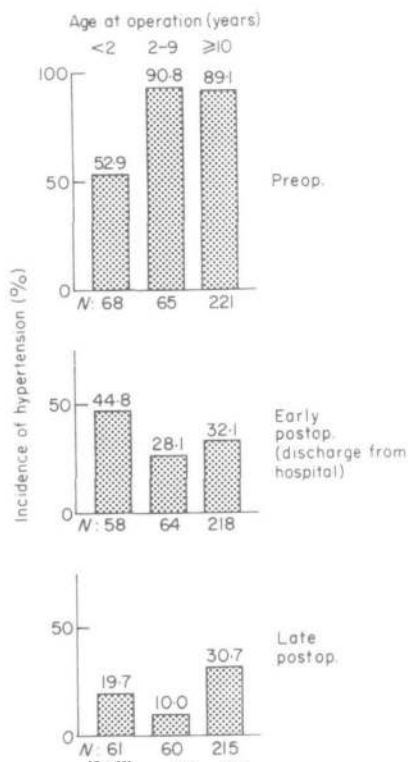 Age at operation (years)
<2 2-9 ⩾10
100
90·8 89·1
52·9
50
Preop.
0
N: 68 65 221
Incidence of hypertension (%)
50
44·8
28·1 32·1
Early
postop.
(discharge from
hospital)
0
N: 58 64 218
50
Late
postop.
19·7 10·0 30·7
0
N: 61 60 215